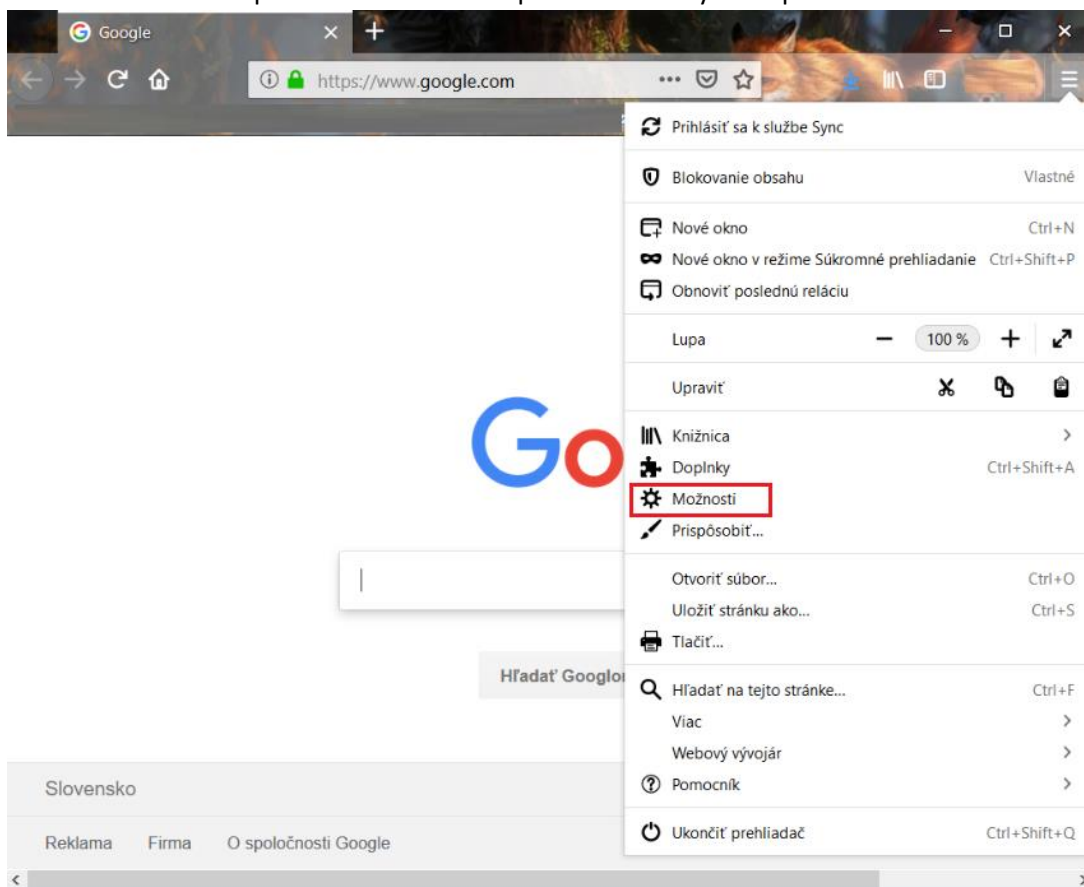 Google
https://www.google.com
Prihlásiť sa k službe Sync
Blokovanie obsahu Vlastné
Nové okno Ctrl+N
Nové okno v režime Súkromné prehliadanie Ctrl+Shift+P
Obnoviť poslednú reláciu
Lupa 100 %
Upraviť
Knižnica
Doplnky Ctrl+Shift+A
Možnosti
Prispôsobiť...
Go
Otvoriť súbor... Ctrl+O
Uložiť stránku ako... Ctrl+S
Tlačiť...
Hľadať Googlo
Hľadať na tejto stránke... Ctrl+F
Viac
Webový vývojár
Pomocník
Ukončiť prehliadač Ctrl+Shift+Q
Slovensko
Reklama Firma O spoločnosti Google